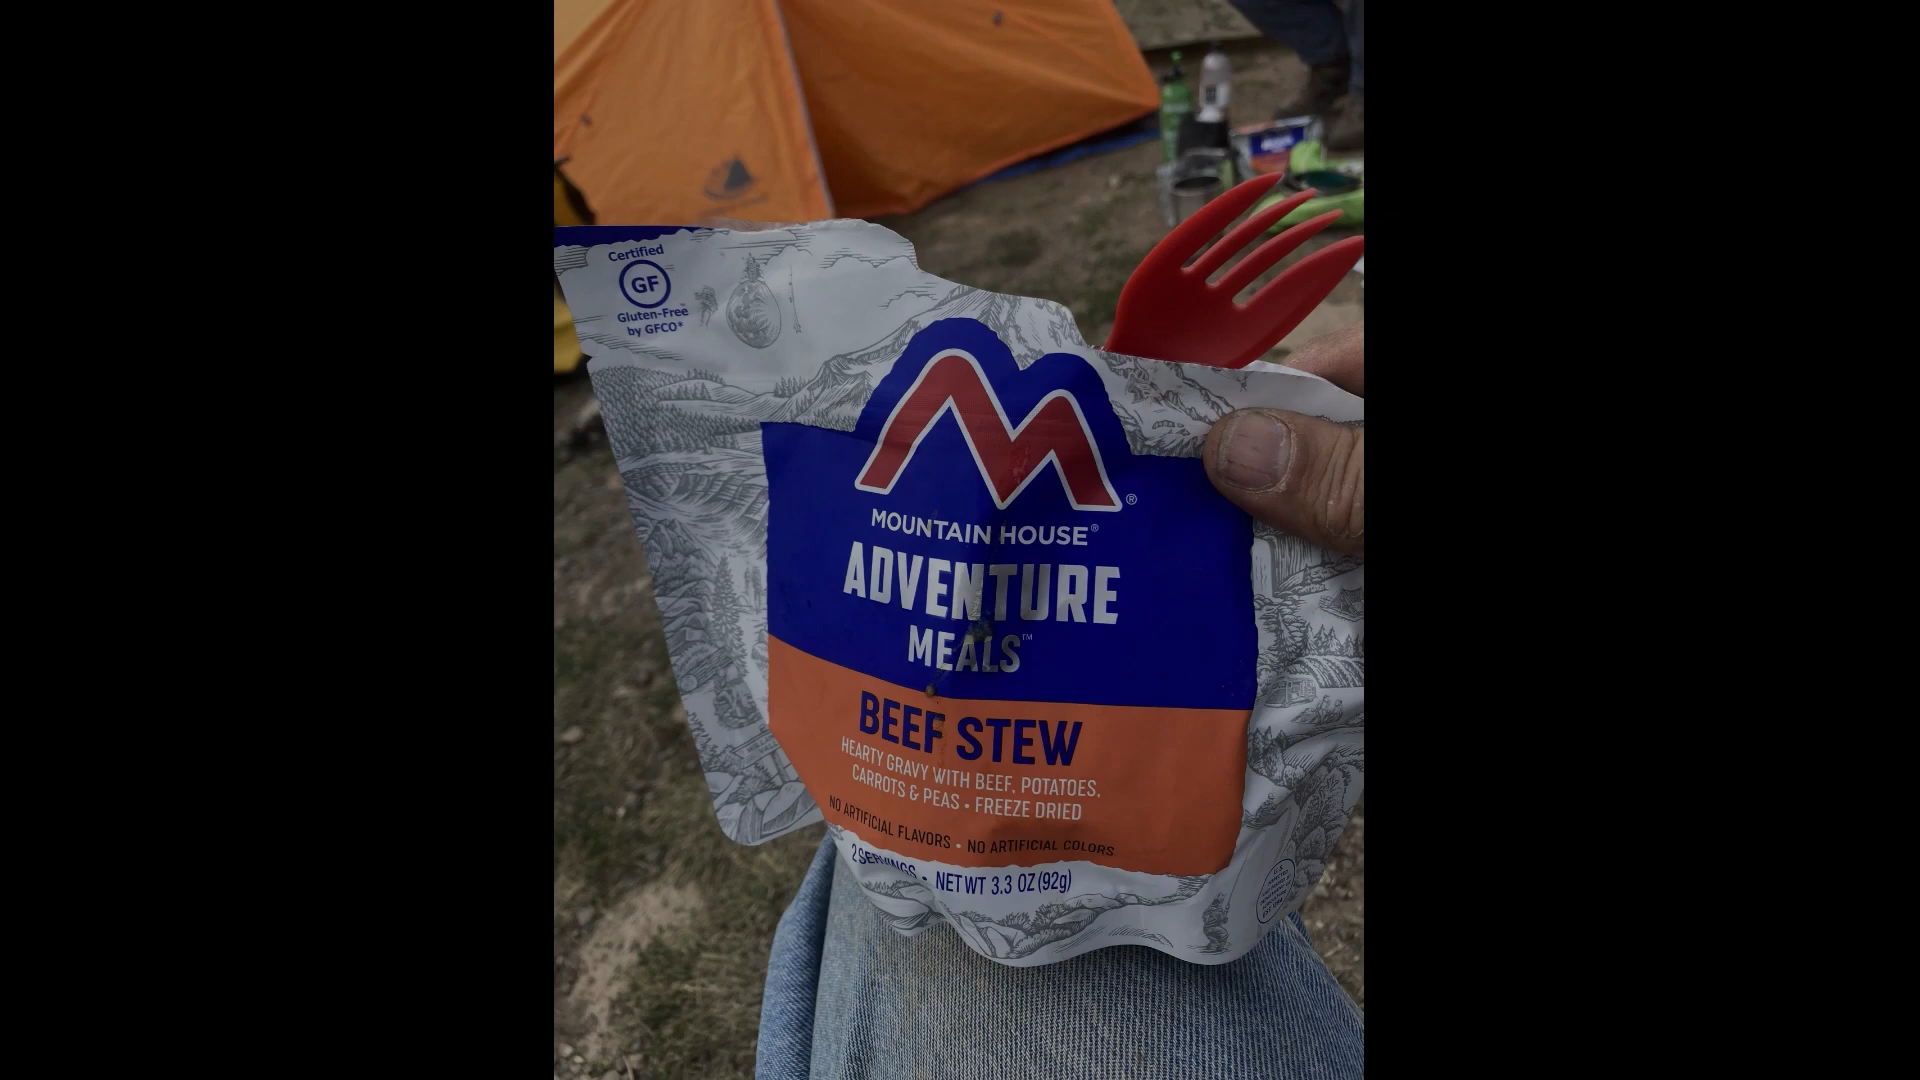 Certified
GF
Gluten-Free™
by GFCO*
M®
MOUNTAIN HOUSE®
ADVENTURE
MEALS™
BEEF STEW
HEARTY GRAVY WITH BEEF, POTATOES,
CARROTS & PEAS • FREEZE DRIED
NO ARTIFICIAL FLAVORS • NO ARTIFICIAL COLORS
2 SERVINGS • NET WT 3.3 OZ (92g)